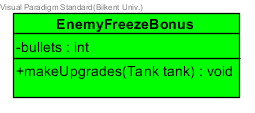 Visual Paradigm Standard(Bilkent Univ.)
EnemyFreezeBonus
-bullets : int
+makeUpgrades(Tank tank) : void